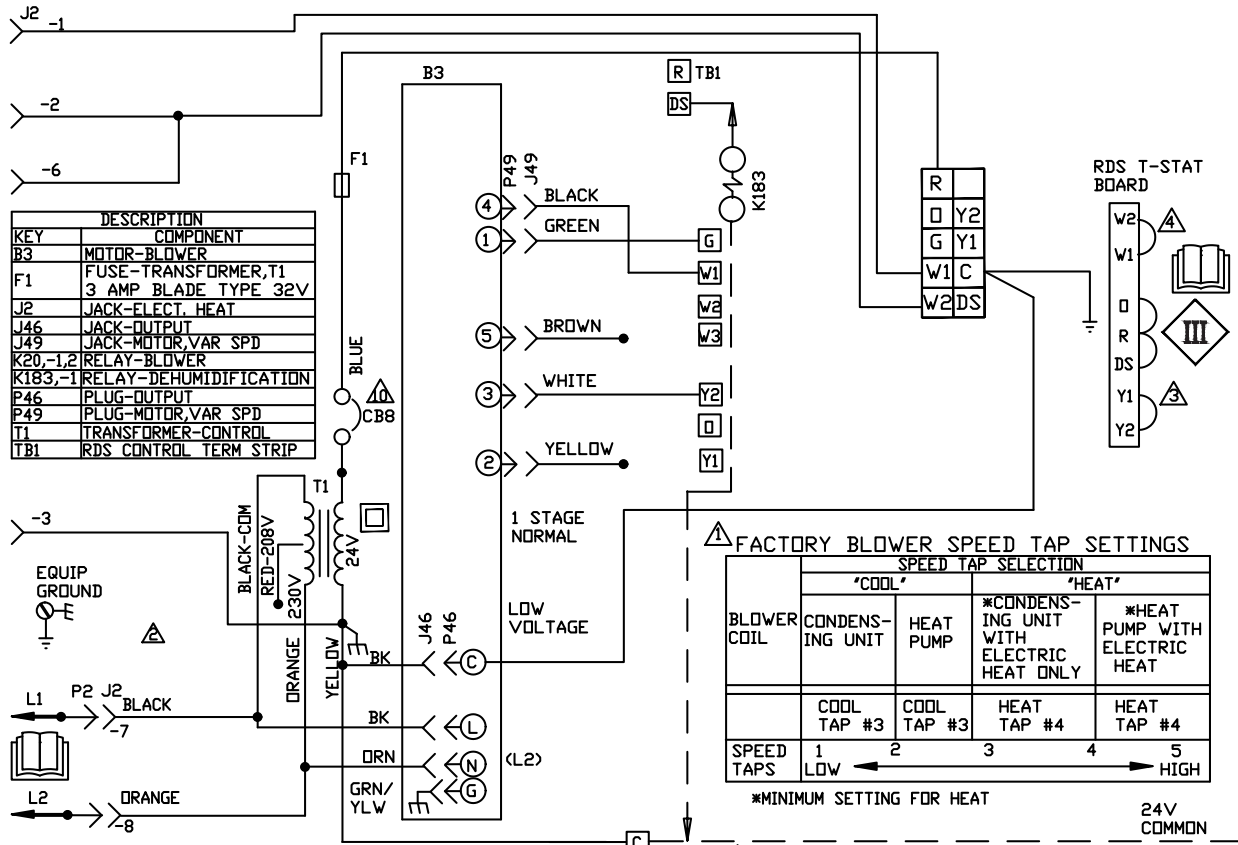 J2
-1
-2
-6
B3
R TB1
DS
F1
K183
P49
J49
4
BLACK
1
GREEN
G
W1
W2
W3
5
BROWN
3
WHITE
Y2
O
2
YELLOW
Y1
R
O Y2
G Y1
W1 C
W2 DS
RDS T-STAT
BOARD
W2
4
W1
O
R
III
DS
Y1
3
Y2
DESCRIPTION
KEY COMPONENT
B3 MOTOR-BLOWER
F1 FUSE-TRANSFORMER,T1
3 AMP BLADE TYPE 32V
J2 JACK-ELECT. HEAT
J46 JACK-OUTPUT
J49 JACK-MOTOR,VAR SPD
K20,-1,2 RELAY-BLOWER
K183,-1 RELAY-DEHUMIDIFICATION
P46 PLUG-OUTPUT
P49 PLUG-MOTOR,VAR SPD
T1 TRANSFORMER-CONTROL
TB1 RDS CONTROL TERM STRIP
BLUE
10
CB8
T1
BLACK-COM
RED-208V
230V
24V
-3
EQUIP
GROUND
2
ORANGE
YELLOW
1 STAGE
NORMAL
LOW
VOLTAGE
J46
P46
BK
C
L1
P2 J2
BLACK
-7
BK
L
ORN
N
(L2)
GRN/
YLW
G
L2
ORANGE
-8
1
FACTORY BLOWER SPEED TAP SETTINGS
SPEED TAP SELECTION
"COOL" "HEAT"
BLOWER
COIL
CONDENS-
ING UNIT
HEAT
PUMP
*CONDENS-
ING UNIT
WITH
ELECTRIC
HEAT ONLY
*HEAT
PUMP WITH
ELECTRIC
HEAT
COOL
TAP #3
COOL
TAP #3
HEAT
TAP #4
HEAT
TAP #4
SPEED
TAPS
1 2 3 4 5
LOW HIGH
*MINIMUM SETTING FOR HEAT
24V
COMMON
C